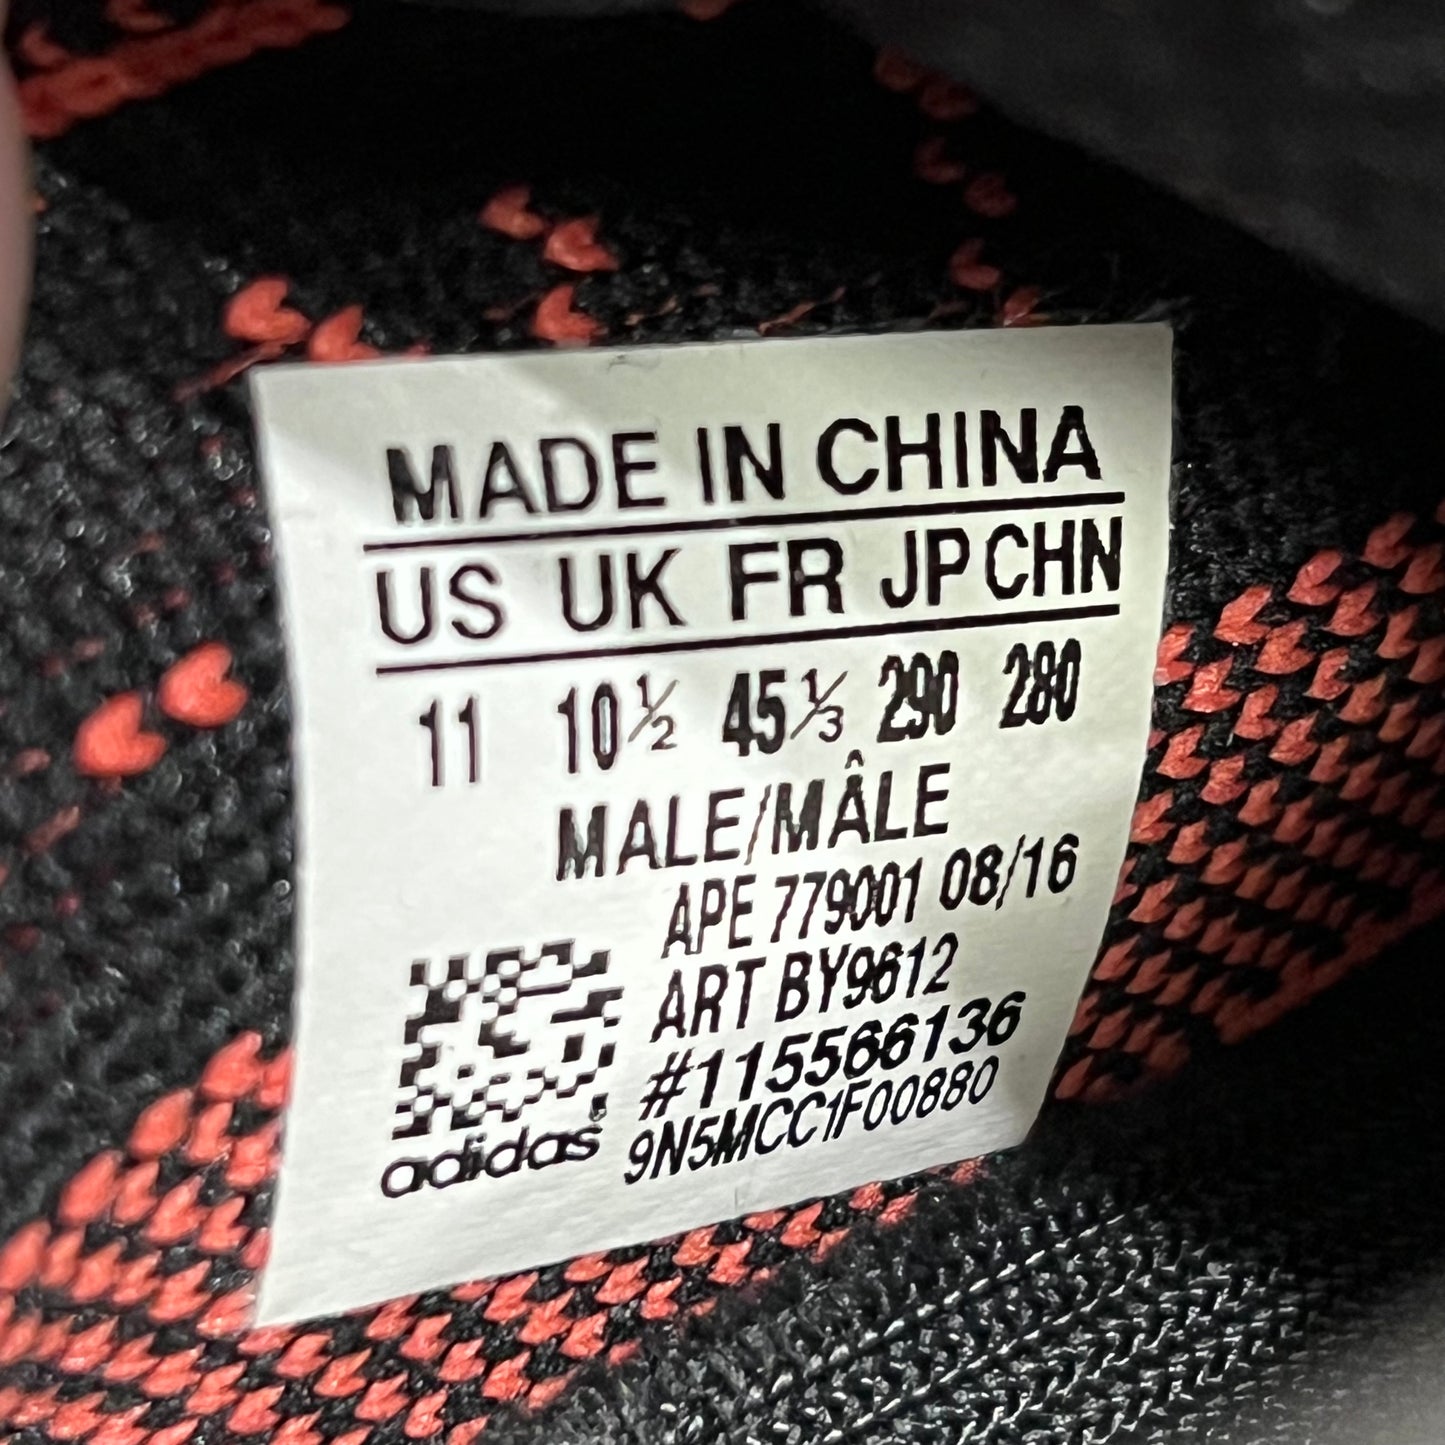 MADE IN CHINA
US UK FR JP CHN
11 10½ 45⅓ 290 280
MALE/MÂLE
APE 779001 08/16
ART BY9612
#115566136
9N5MCC1F00880
adidas